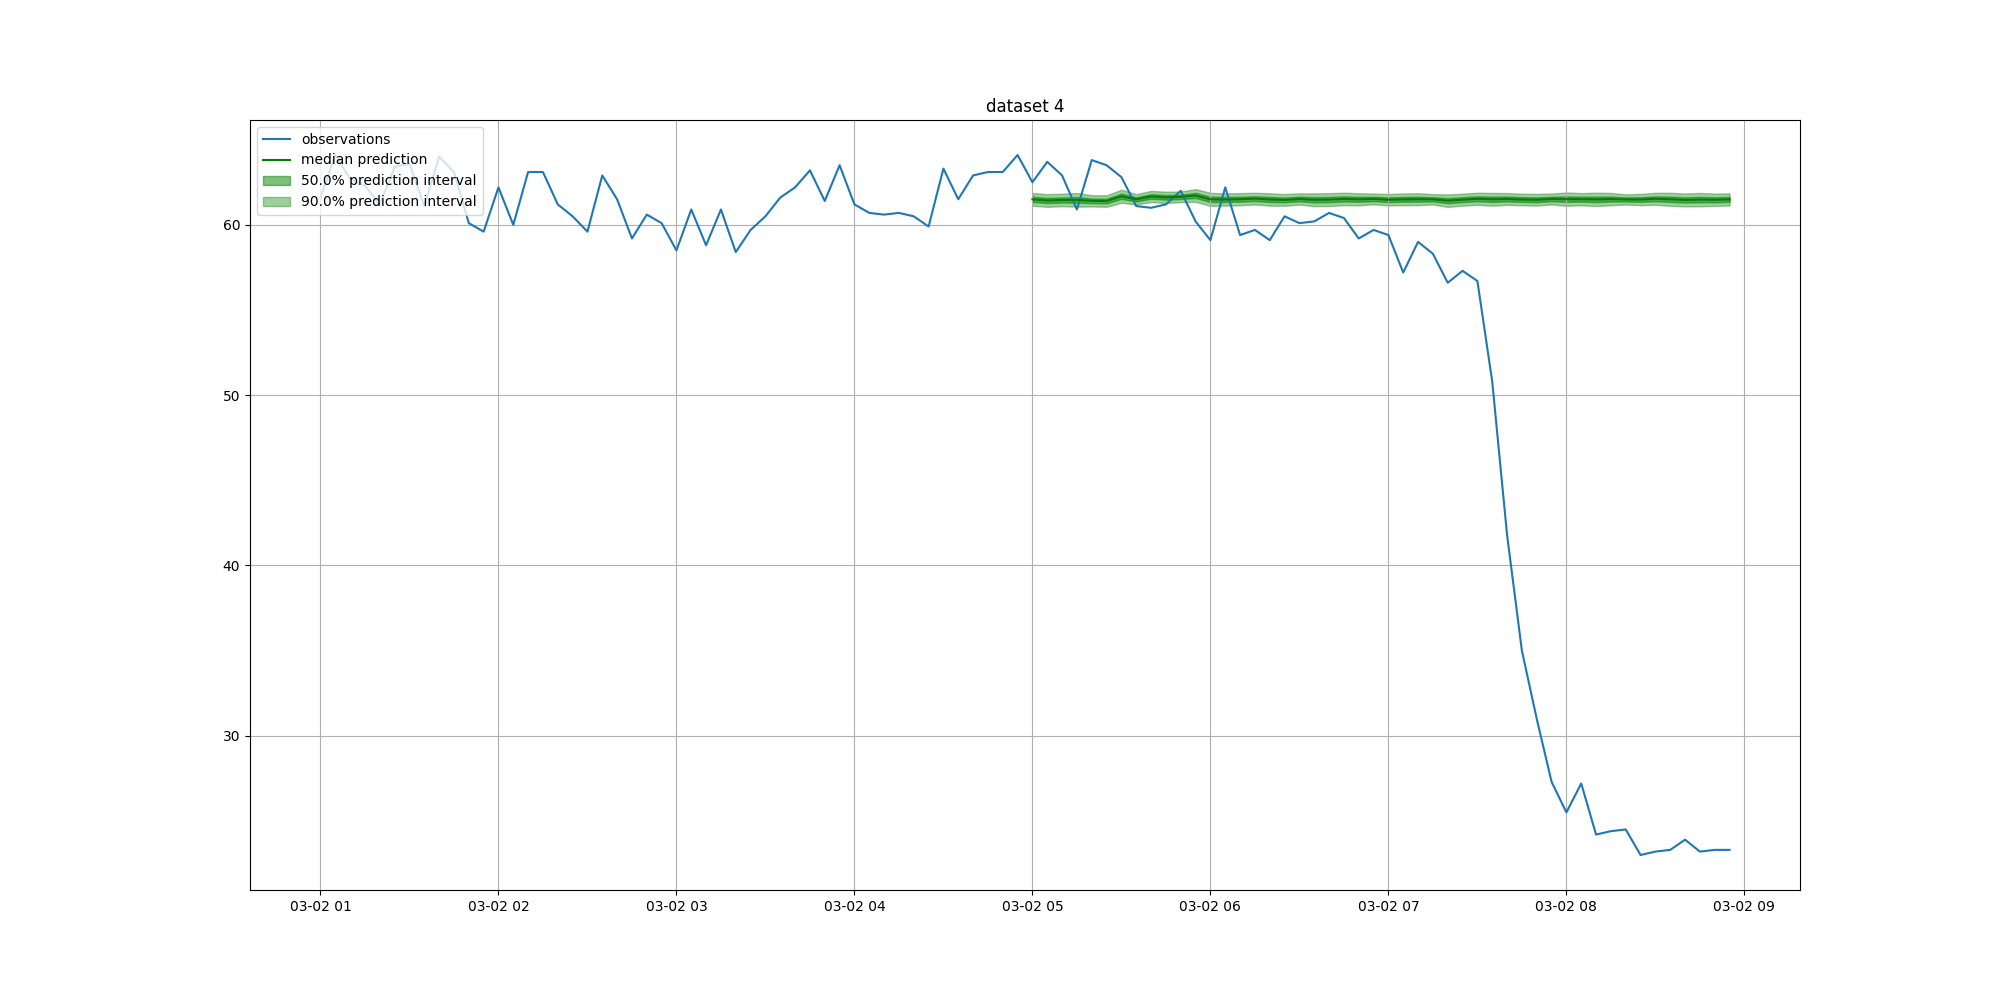 dataset 4
observations
median prediction
50.0% prediction interval
90.0% prediction interval
60
50
40
30
03-02 01 03-02 02 03-02 03 03-02 04 03-02 05 03-02 06 03-02 07 03-02 08 03-02 09